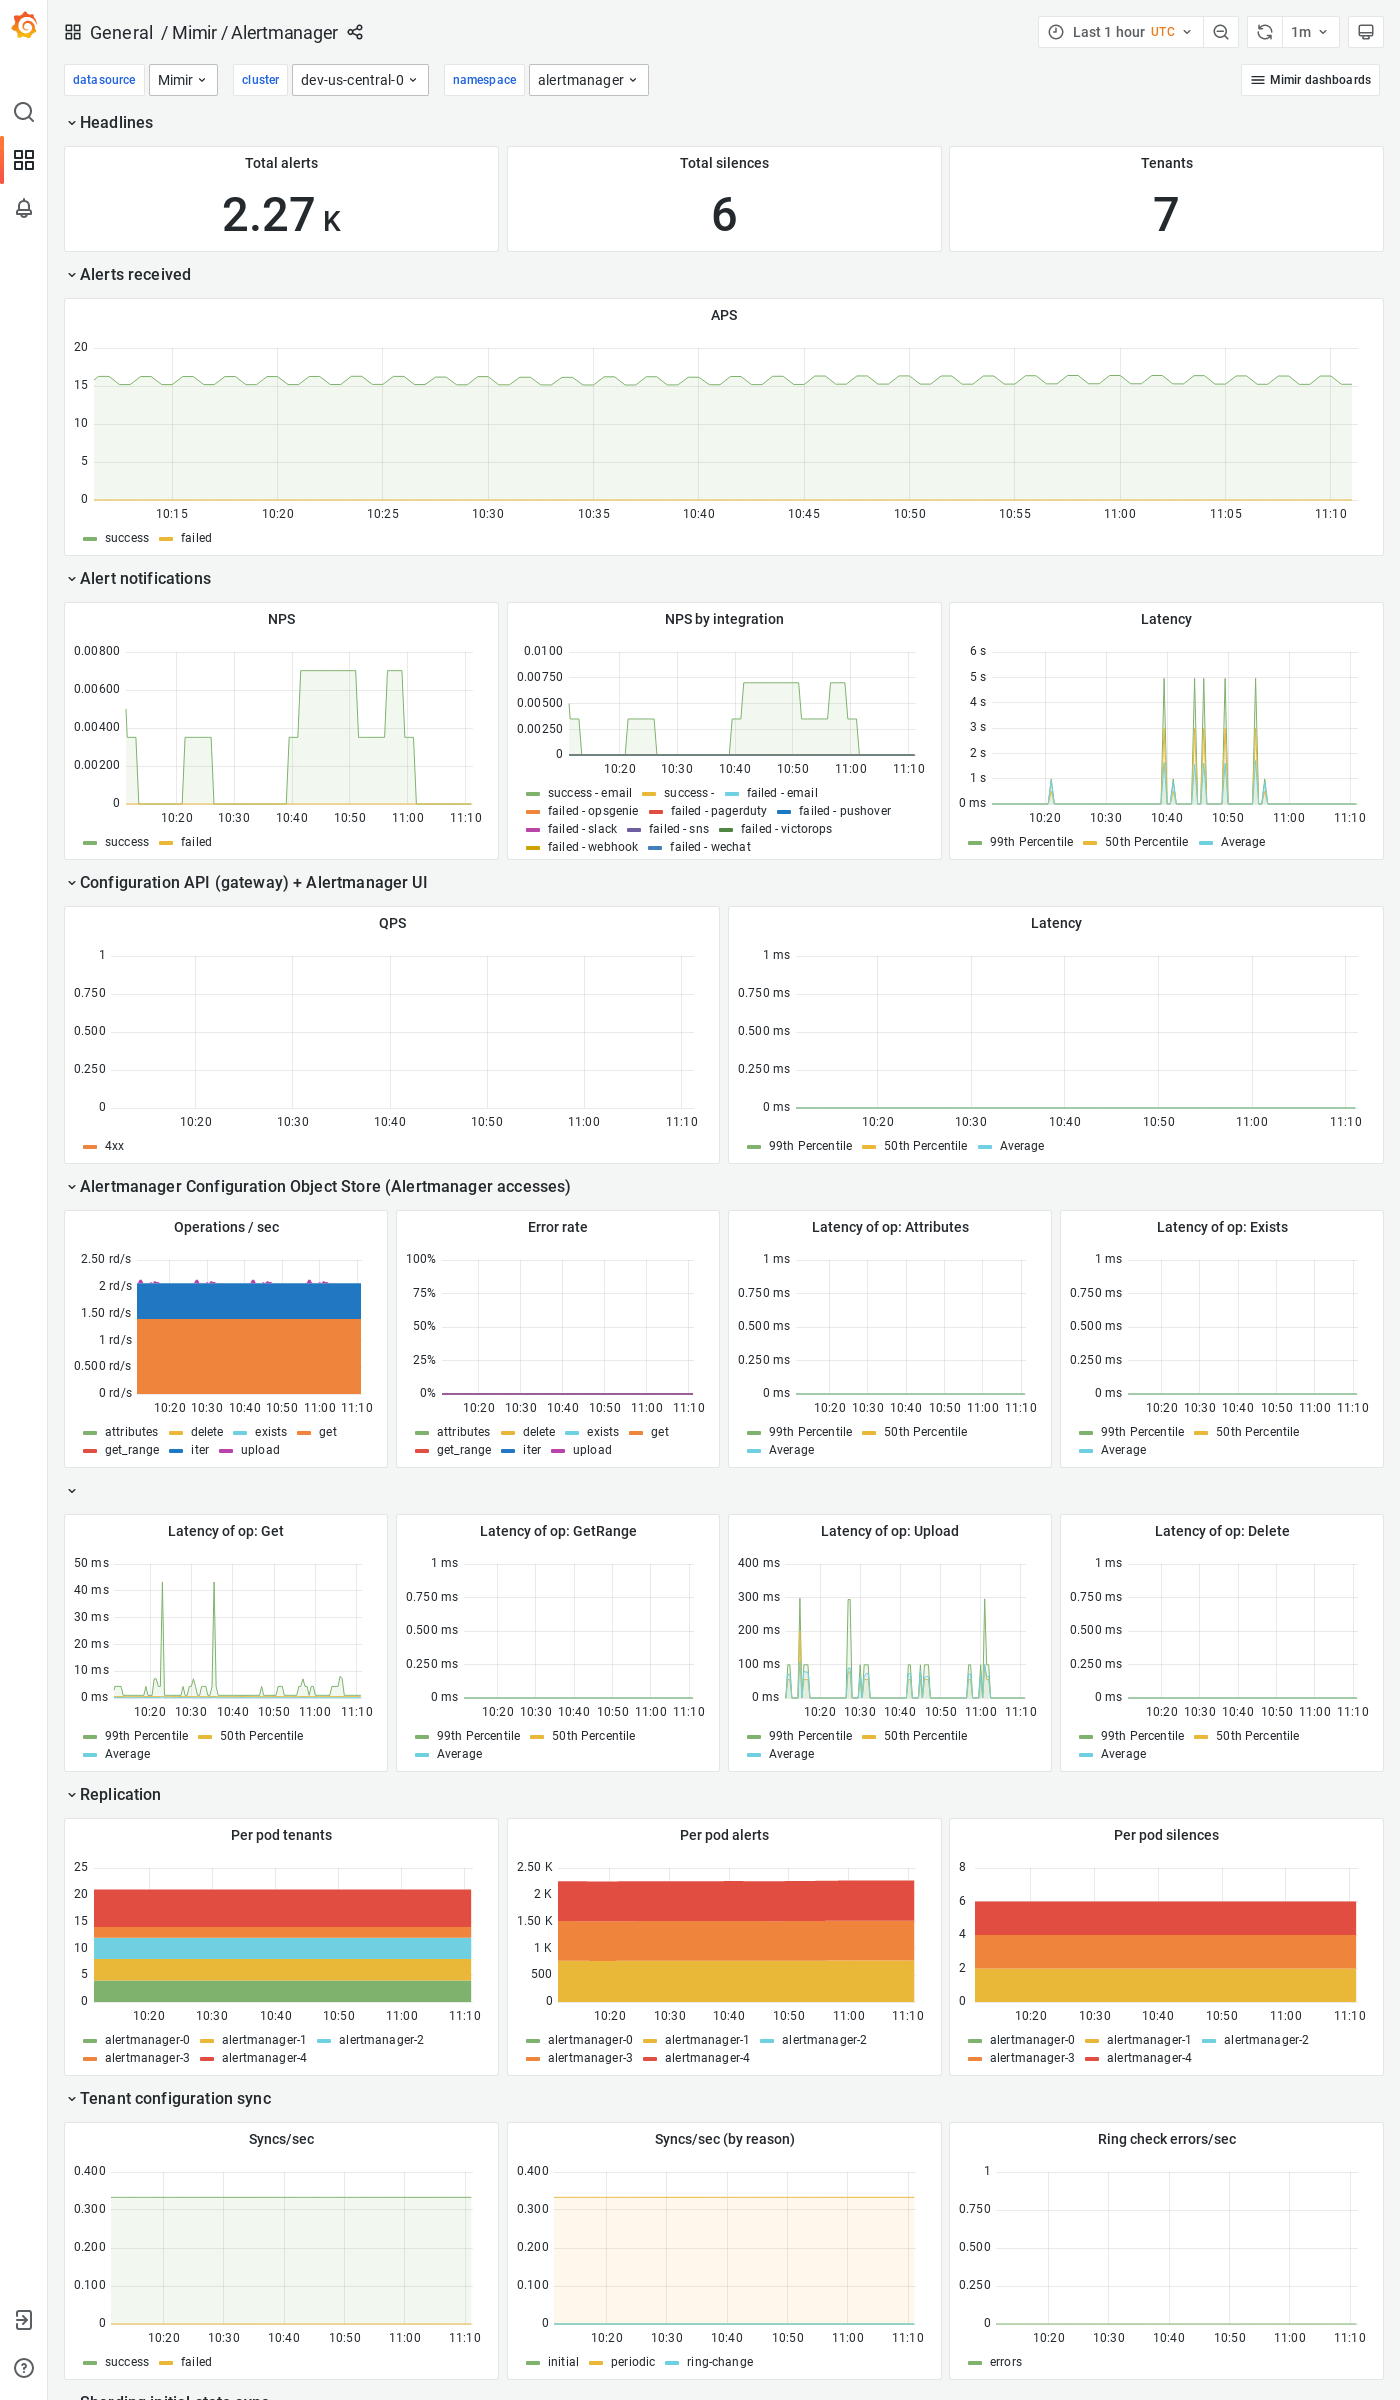 General / Mimir / Alertmanager
Last 1 hour UTC
1m
datasource Mimir cluster dev-us-central-0 namespace alertmanager
Mimir dashboards
Headlines
Total alerts
2.27 K
Total silences
6
Tenants
7
Alerts received
APS
20
15
10
5
0
10:15 10:20 10:25 10:30 10:35 10:40 10:45 10:50 10:55 11:00 11:05 11:10
success failed
Alert notifications
NPS
0.00800
0.00600
0.00400
0.00200
0
10:20 10:30 10:40 10:50 11:00 11:10
success failed
NPS by integration
0.0100
0.00750
0.00500
0.00250
0
10:20 10:30 10:40 10:50 11:00 11:10
success - email success - failed - email
failed - opsgenie failed - pagerduty failed - pushover
failed - slack failed - sns failed - victorops
failed - webhook failed - wechat
Latency
6 s
5 s
4 s
3 s
2 s
1 s
0 ms
10:20 10:30 10:40 10:50 11:00 11:10
99th Percentile 50th Percentile Average
Configuration API (gateway) + Alertmanager UI
QPS
1
0.750
0.500
0.250
0
10:20 10:30 10:40 10:50 11:00 11:10
4xx
Latency
1 ms
0.750 ms
0.500 ms
0.250 ms
0 ms
10:20 10:30 10:40 10:50 11:00 11:10
99th Percentile 50th Percentile Average
Alertmanager Configuration Object Store (Alertmanager accesses)
Operations / sec
2.50 rd/s
2 rd/s
1.50 rd/s
1 rd/s
0.500 rd/s
0 rd/s
10:20 10:30 10:40 10:50 11:00 11:10
attributes delete exists get
get_range iter upload
Error rate
100%
75%
50%
25%
0%
10:20 10:30 10:40 10:50 11:00 11:10
attributes delete exists get
get_range iter upload
Latency of op: Attributes
1 ms
0.750 ms
0.500 ms
0.250 ms
0 ms
10:20 10:30 10:40 10:50 11:00 11:10
99th Percentile 50th Percentile
Average
Latency of op: Exists
1 ms
0.750 ms
0.500 ms
0.250 ms
0 ms
10:20 10:30 10:40 10:50 11:00 11:10
99th Percentile 50th Percentile
Average
Latency of op: Get
50 ms
40 ms
30 ms
20 ms
10 ms
0 ms
10:20 10:30 10:40 10:50 11:00 11:10
99th Percentile 50th Percentile
Average
Latency of op: GetRange
1 ms
0.750 ms
0.500 ms
0.250 ms
0 ms
10:20 10:30 10:40 10:50 11:00 11:10
99th Percentile 50th Percentile
Average
Latency of op: Upload
400 ms
300 ms
200 ms
100 ms
0 ms
10:20 10:30 10:40 10:50 11:00 11:10
99th Percentile 50th Percentile
Average
Latency of op: Delete
1 ms
0.750 ms
0.500 ms
0.250 ms
0 ms
10:20 10:30 10:40 10:50 11:00 11:10
99th Percentile 50th Percentile
Average
Replication
Per pod tenants
25
20
15
10
5
0
10:20 10:30 10:40 10:50 11:00 11:10
alertmanager-0 alertmanager-1 alertmanager-2
alertmanager-3 alertmanager-4
Per pod alerts
2.50 K
2 K
1.50 K
1 K
500
0
10:20 10:30 10:40 10:50 11:00 11:10
alertmanager-0 alertmanager-1 alertmanager-2
alertmanager-3 alertmanager-4
Per pod silences
8
6
4
2
0
10:20 10:30 10:40 10:50 11:00 11:10
alertmanager-0 alertmanager-1 alertmanager-2
alertmanager-3 alertmanager-4
Tenant configuration sync
Syncs/sec
0.400
0.300
0.200
0.100
0
10:20 10:30 10:40 10:50 11:00 11:10
success failed
Syncs/sec (by reason)
0.400
0.300
0.200
0.100
0
10:20 10:30 10:40 10:50 11:00 11:10
initial periodic ring-change
Ring check errors/sec
1
0.750
0.500
0.250
0
10:20 10:30 10:40 10:50 11:00 11:10
errors